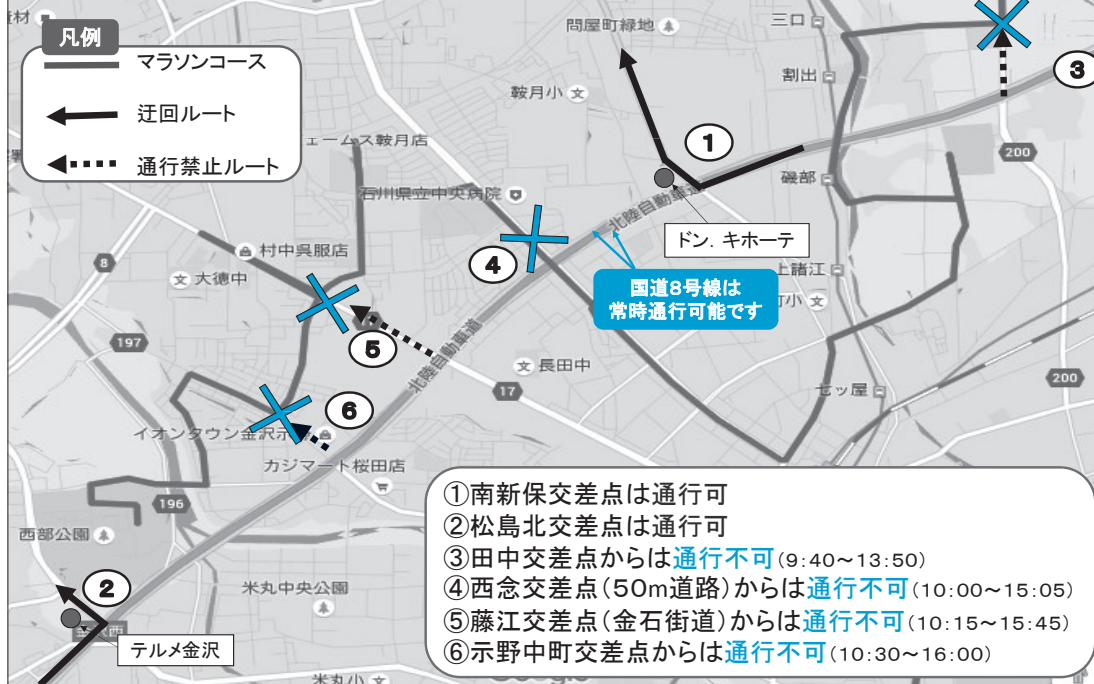 材
凡例
マラソンコース
迂回ルート
通行禁止ルート
問屋町緑地
三口
割出
③
鞍月小
①
ェームス鞍月店
200
磯部
石川県立中央病院
北陸自動車道
ドン．キホーテ
村中呉服店
④
8
大徳中
上諸江
国道8号線は
常時通行可能です
町小
197
⑤
北陸自動車道
長田中
17
200
七ッ屋
⑥
イオンタウン金沢示
カジマート桜田店
196
西部公園
②
米丸中央公園
金沢西
テルメ金沢
米丸小
①南新保交差点は通行可
②松島北交差点は通行可
③田中交差点からは通行不可(9:40～13:50)
④西念交差点(50m道路)からは通行不可(10:00～15:05)
⑤藤江交差点(金石街道)からは通行不可(10:15～15:45)
⑥示野中町交差点からは通行不可(10:30～16:00)